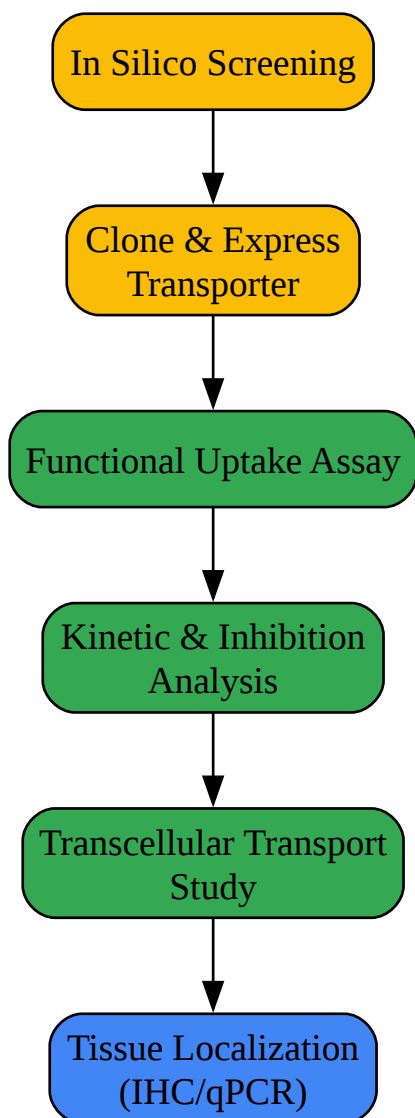 In Silico Screening
Clone & Express
Transporter
Functional Uptake Assay
Kinetic & Inhibition
Analysis
Transcellular Transport
Study
Tissue Localization
(IHC/qPCR)